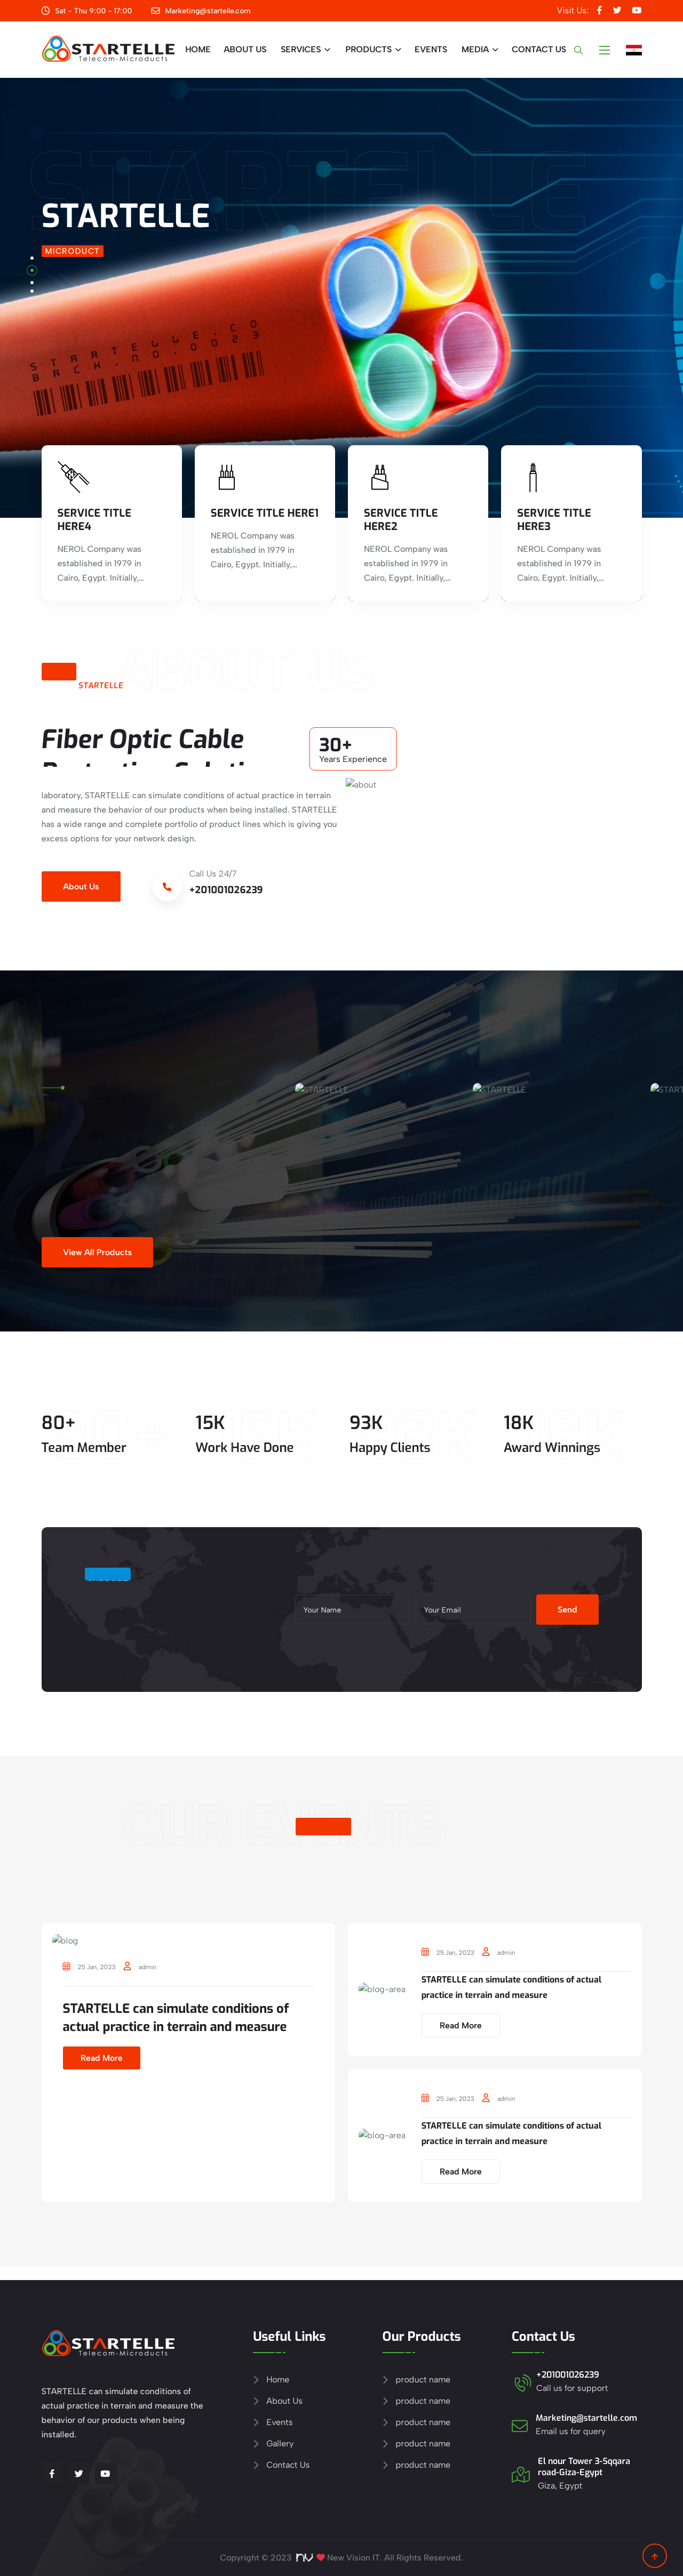 Sat - Thu 9:00 - 17:00
Marketing@startelle.com
Visit Us:
STARTELLE
Telecom-Microducts
HOME
ABOUT US
SERVICES
PRODUCTS
EVENTS
MEDIA
CONTACT US
STARTELLE
STARTELLE
MICRODUCT
STARTELLE.COM
SERVICE TITLE
HERE4
NEROL Company was
established in 1979 in
Cairo, Egypt. Initially,...
SERVICE TITLE HERE1
NEROL Company was
established in 1979 in
Cairo, Egypt. Initially,...
SERVICE TITLE
HERE2
NEROL Company was
established in 1979 in
Cairo, Egypt. Initially,...
SERVICE TITLE
HERE3
NEROL Company was
established in 1979 in
Cairo, Egypt. Initially,...
ABOUT US
STARTELLE
Fiber Optic Cable
30+
Years Experience
about
laboratory, STARTELLE can simulate conditions of actual practice in terrain
and measure the behavior of our products when being installed. STARTELLE
has a wide range and complete portfolio of product lines which is giving you
excess options for your network design.
About Us
Call Us 24/7
+201001026239
STARTELLE
STARTELLE
START
View All Products
80+
Team Member
15K
Work Have Done
93K
Happy Clients
18K
Award Winnings
Your Name
Your Email
Send
OUR EVENTS
blog
25 Jan, 2023
admin
STARTELLE can simulate conditions of
actual practice in terrain and measure
Read More
blog-area
25 Jan, 2023
admin
STARTELLE can simulate conditions of actual
practice in terrain and measure
Read More
blog-area
25 Jan, 2023
admin
STARTELLE can simulate conditions of actual
practice in terrain and measure
Read More
STARTELLE
Telecom-Microducts
STARTELLE can simulate conditions of
actual practice in terrain and measure the
behavior of our products when being
installed.
Useful Links
Home
About Us
Events
Gallery
Contact Us
Our Products
product name
product name
product name
product name
product name
Contact Us
+201001026239
Call us for support
Marketing@startelle.com
Email us for query
El nour Tower 3-Sqqara
road-Giza-Egypt
Giza, Egypt
Copyright © 2023 nv New Vision IT. All Rights Reserved.